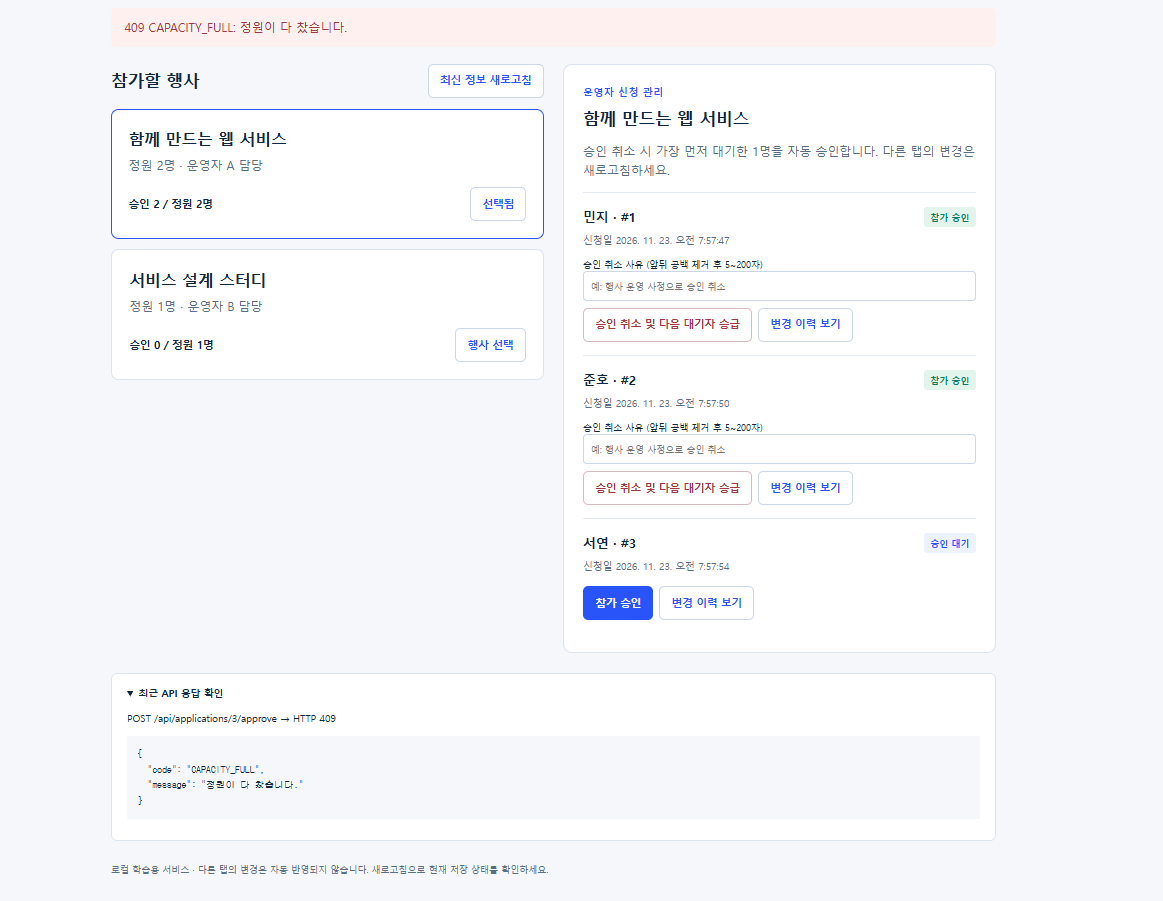 409 CAPACITY_FULL: 정원이 다 찼습니다.
참가할 행사
최신 정보 새로고침
함께 만드는 웹 서비스
정원 2명 · 운영자 A 담당
승인 2 / 정원 2명
선택됨
서비스 설계 스터디
정원 1명 · 운영자 B 담당
승인 0 / 정원 1명
행사 선택
운영자 신청 관리
함께 만드는 웹 서비스
승인 취소 시 가장 먼저 대기한 1명을 자동 승인합니다. 다른 탭의 변경은
새로고침하세요.
민지 · #1
참가 승인
신청일 2026. 11. 23. 오전 7:57:47
승인 취소 사유 (앞뒤 공백 제거 후 5~200자)
예: 행사 운영 사정으로 승인 취소
승인 취소 및 다음 대기자 승급
변경 이력 보기
준호 · #2
참가 승인
신청일 2026. 11. 23. 오전 7:57:50
승인 취소 사유 (앞뒤 공백 제거 후 5~200자)
예: 행사 운영 사정으로 승인 취소
승인 취소 및 다음 대기자 승급
변경 이력 보기
서연 · #3
승인 대기
신청일 2026. 11. 23. 오전 7:57:54
참가 승인
변경 이력 보기
▼ 최근 API 응답 확인
POST /api/applications/3/approve → HTTP 409
{
"code": "CAPACITY_FULL",
"message": "정원이 다 찼습니다."
}
로컬 학습용 서비스 · 다른 탭의 변경은 자동 반영되지 않습니다. 새로고침으로 현재 저장 상태를 확인하세요.